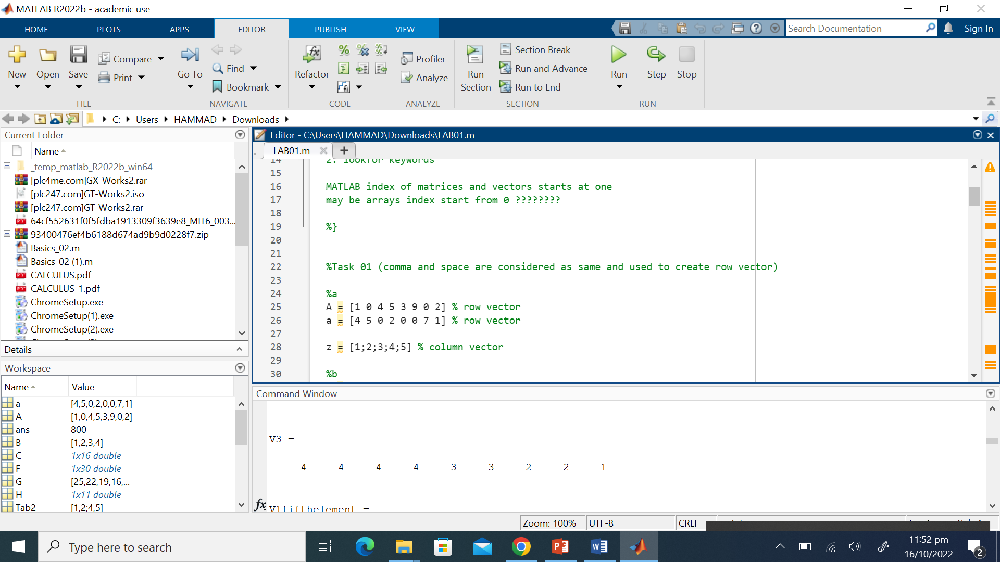 MATLAB R2022b - academic use
HOME PLOTS APPS EDITOR PUBLISH VIEW
Search Documentation
Sign In
New
Open
Save
Compare
Print
FILE
Go To
Find
Bookmark
NAVIGATE
Refactor
CODE
Profiler
Analyze
ANALYZE
Run
Section
Section Break
Run and Advance
Run to End
SECTION
Run
Step
Stop
RUN
C: Users HAMMAD Downloads
Current Folder
Name
_temp_matlab_R2022b_win64
[plc4me.com]GX-Works2.rar
[plc247.com]GT-Works2.iso
[plc247.com]GT-Works2.rar
64cf552631f0f5fdba1913309f3639e8_MIT6_003...
93400476ef4b6188d674ad9b9d0228f7.zip
Basics_02.m
Basics_02 (1).m
CALCULUS.pdf
CALCULUS-1.pdf
ChromeSetup.exe
ChromeSetup(1).exe
ChromeSetup(2).exe
Details
Workspace
Name Value
a [4,5,0,2,0,0,7,1]
A [1,0,4,5,3,9,0,2]
ans 800
B [1,2,3,4]
C 1x16 double
F 1x30 double
G [25,22,19,16,...
H 1x11 double
Tab2 [1,2;4,5]
Editor - C:\Users\HAMMAD\Downloads\LAB01.m
LAB01.m
14 2. lookfor keywords
15
16 MATLAB index of matrices and vectors starts at one
17 may be arrays index start from 0 ????????
18
19 %}
20
21
22 %Task 01 (comma and space are considered as same and used to create row vector)
23
24 %a
25 A = [1 0 4 5 3 9 0 2] % row vector
26 a = [4 5 0 2 0 0 7 1] % row vector
27
28 z = [1;2;3;4;5] % column vector
29
30 %b
Command Window
V3 =
4 4 4 4 3 3 2 2 1
fx V1fifthelement =
Zoom: 100% UTF-8 CRLF
Type here to search
11:52 pm
16/10/2022
2